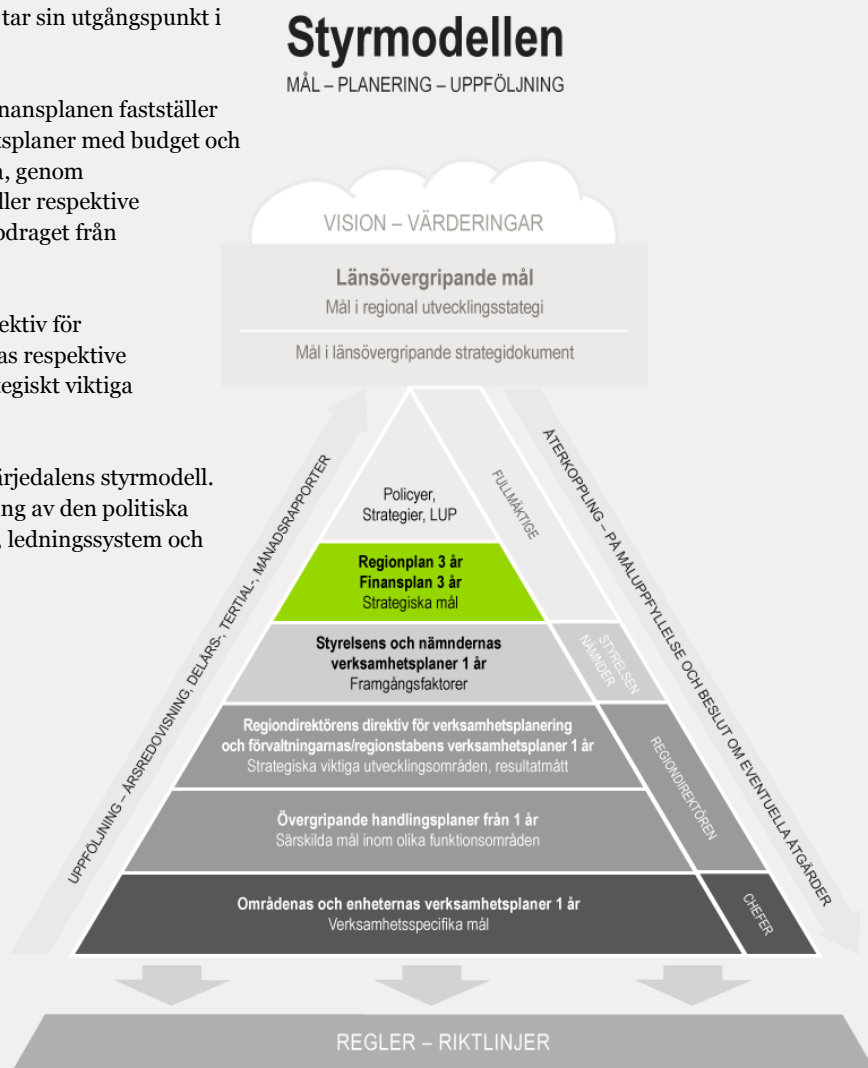 tar sin utgångspunkt i
nansplanen fastställer
tsplaner med budget och
, genom
ller respektive
pdraget från
ektiv för
as respektive
tegiskt viktiga
ärjedalens styrmodell.
ng av den politiska
, ledningssystem och
Styrmodellen
MÅL – PLANERING – UPPFÖLJNING
VISION – VÄRDERINGAR
Länsövergripande mål
Mål i regional utvecklingsstategi
Mål i länsövergripande strategidokument
UPPFÖLJNING – ÅRSREDOVISNING, DELÅRS-, TERTIAL-, MÅNADSRAPPORTER
ÅTERKOPPLING – PÅ MÅLUPPFYLLELSE OCH BESLUT OM EVENTUELLA ÅTGÄRDER
Policyer,
Strategier, LUP
FULLMÄKTIGE
Regionplan 3 år
Finansplan 3 år
Strategiska mål
Styrelsens och nämndernas
verksamhetsplaner 1 år
Framgångsfaktorer
STYRELSEN
NÄMNDER
Regiondirektörens direktiv för verksamhetsplanering
och förvaltningarnas/regionstabens verksamhetsplaner 1 år
Strategiska viktiga utvecklingsområden, resultatmått
REGIONDIREKTÖREN
Övergripande handlingsplaner från 1 år
Särskilda mål inom olika funktionsområden
Områdenas och enheternas verksamhetsplaner 1 år
Verksamhetsspecifika mål
CHEFER
REGLER – RIKTLINJER